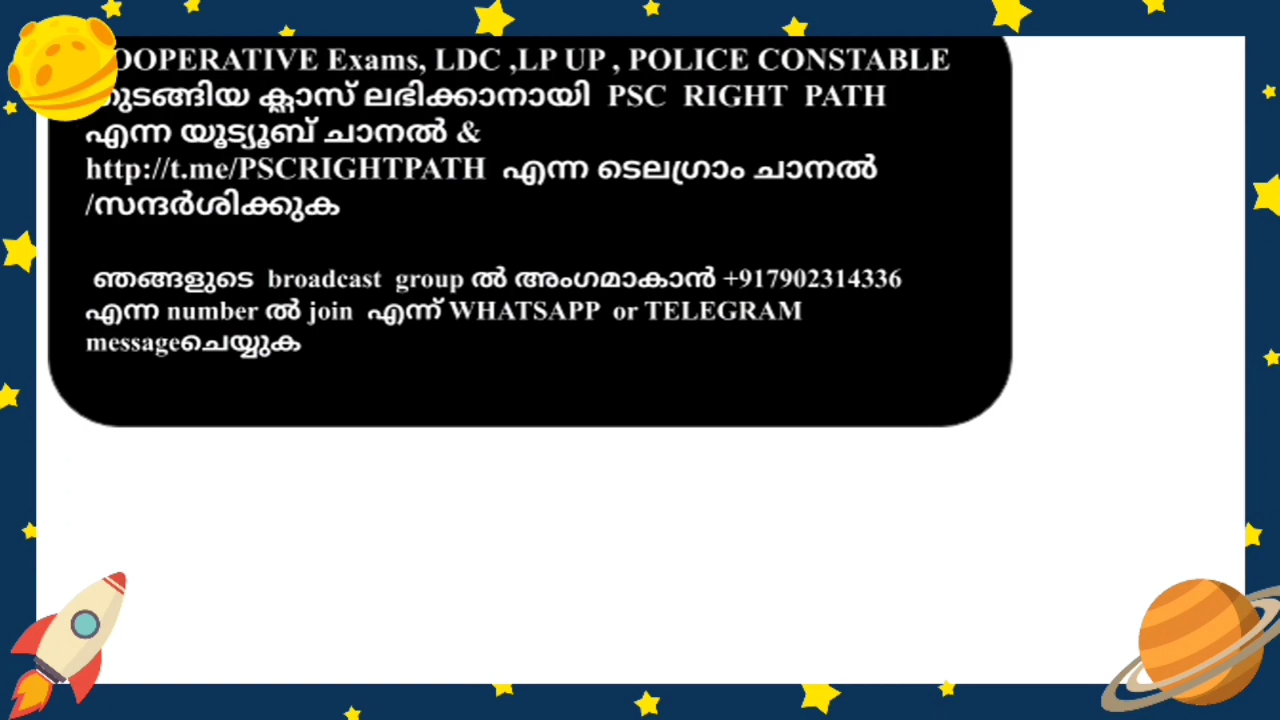 COOPERATIVE Exams, LDC ,LP UP , POLICE CONSTABLE
തുടങ്ങിയ ക്ലാസ് ലഭിക്കാനായി PSC RIGHT PATH
എന്ന യൂട്യൂബ് ചാനൽ &
http://t.me/PSCRIGHTPATH എന്ന ടെലഗ്രാം ചാനൽ
/സന്ദർശിക്കുക
ഞങ്ങളുടെ broadcast group ൽ അംഗമാകാൻ +917902314336
എന്ന number ൽ join എന്ന് WHATSAPP or TELEGRAM
messageചെയ്യുക